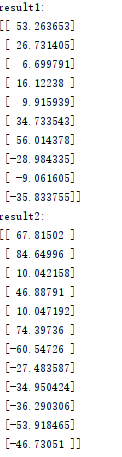 result1:
[[ 53.263653]
[ 26.731405]
[ 6.699791]
[ 16.12238 ]
[ 9.915939]
[ 34.733543]
[ 56.014378]
[-28.984335]
[ -9.061605]
[-35.833755]]
result2:
[[ 67.81502 ]
[ 84.64996 ]
[ 10.042158]
[ 46.88791 ]
[ 10.047192]
[ 74.39736 ]
[-60.54726 ]
[-27.483587]
[-34.950424]
[-36.290306]
[-53.918465]
[-46.73051 ]]